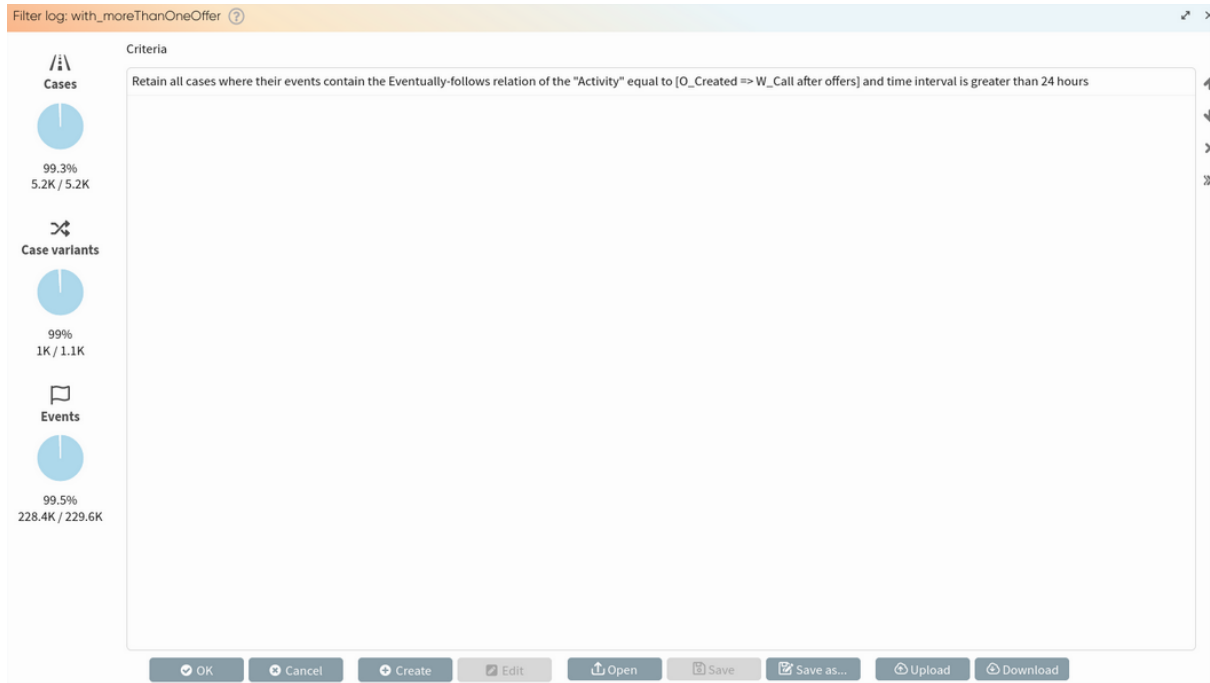 Filter log: with_moreThanOneOffer ?
Criteria
Cases
99.3%
5.2K / 5.2K
Case variants
99%
1K / 1.1K
Events
99.5%
228.4K / 229.6K
Retain all cases where their events contain the Eventually-follows relation of the "Activity" equal to [O_Created => W_Call after offers] and time interval is greater than 24 hours
OK Cancel Create Edit Open Save Save as... Upload Download